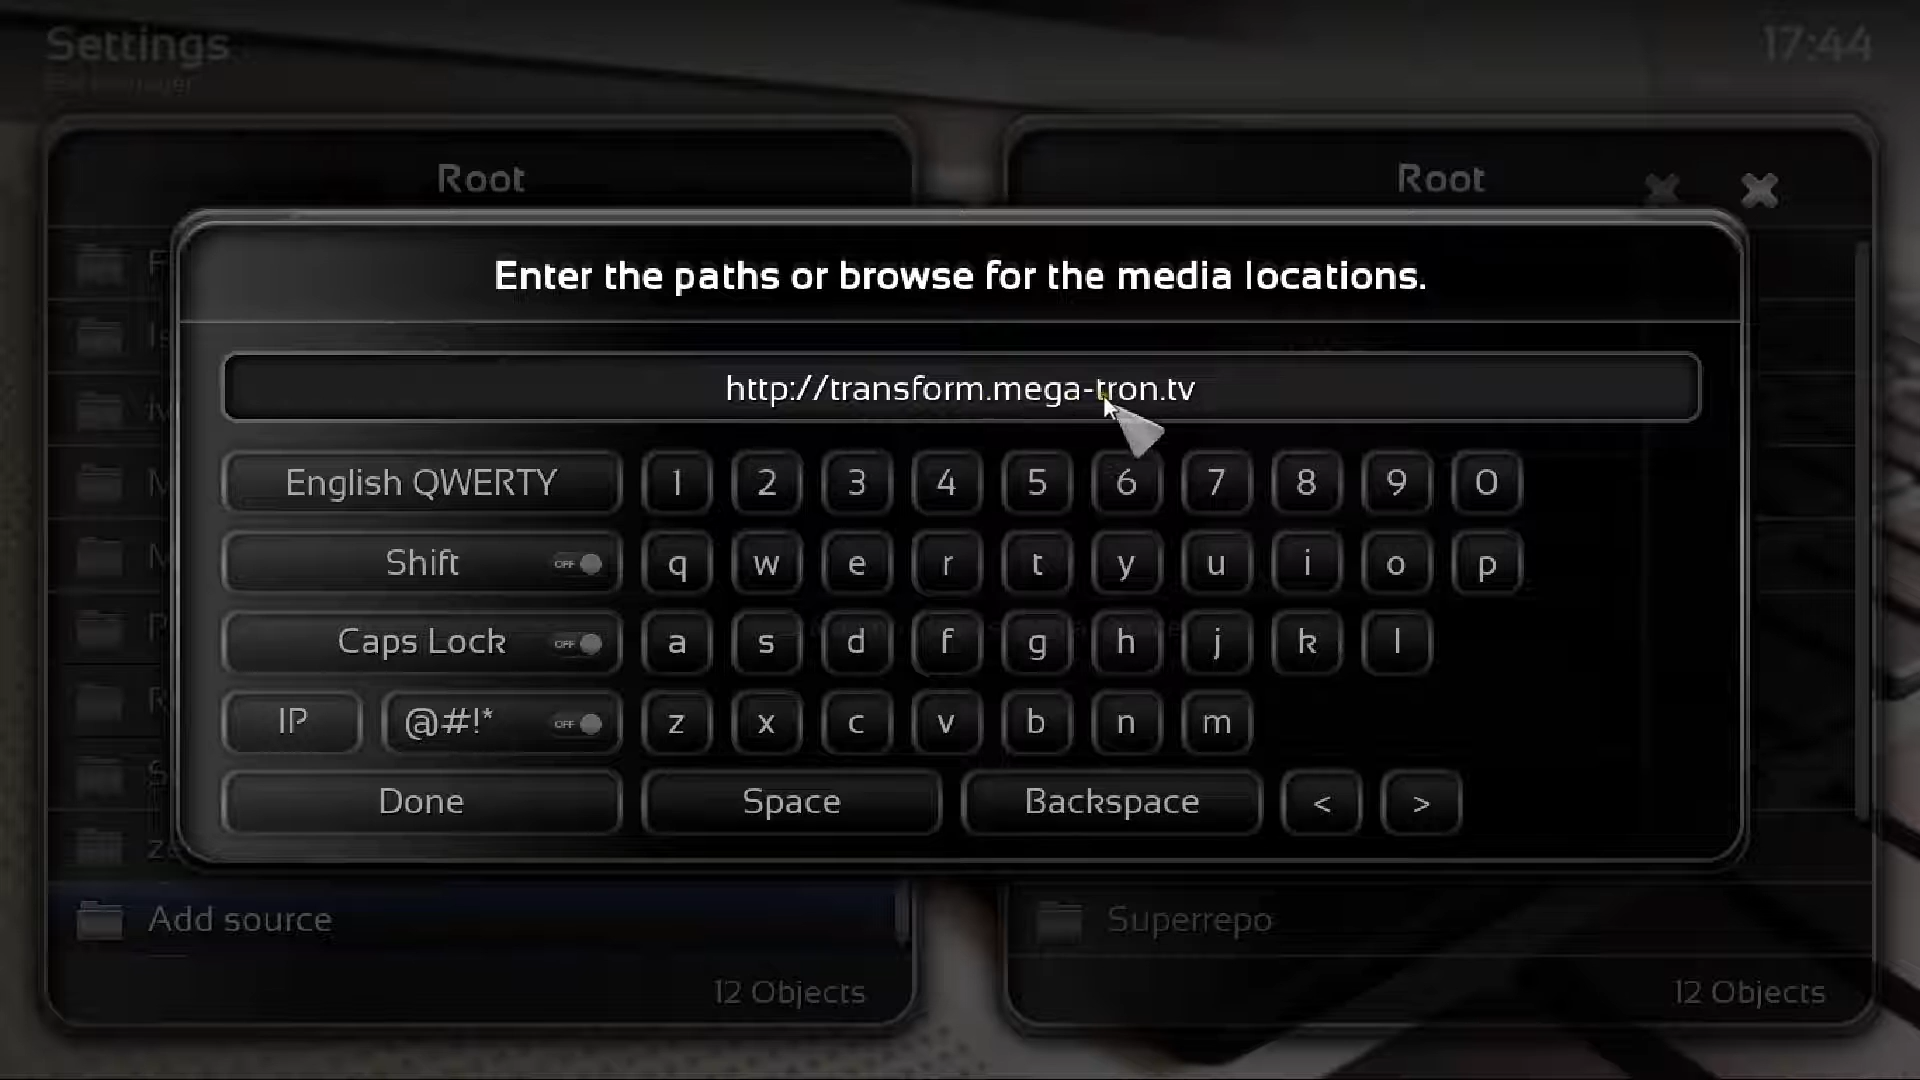 Settings
17:44
Root
Root
Enter the paths or browse for the media locations.
http://transform.mega-tron.tv
English QWERTY 1 2 3 4 5 6 7 8 9 0
Shift OFF q w e r t y u i o p
Caps Lock OFF a s d f g h j k l
IP @#!* OFF z x c v b n m
Done Space Backspace < >
Add source
Superrepo
12 Objects
12 Objects